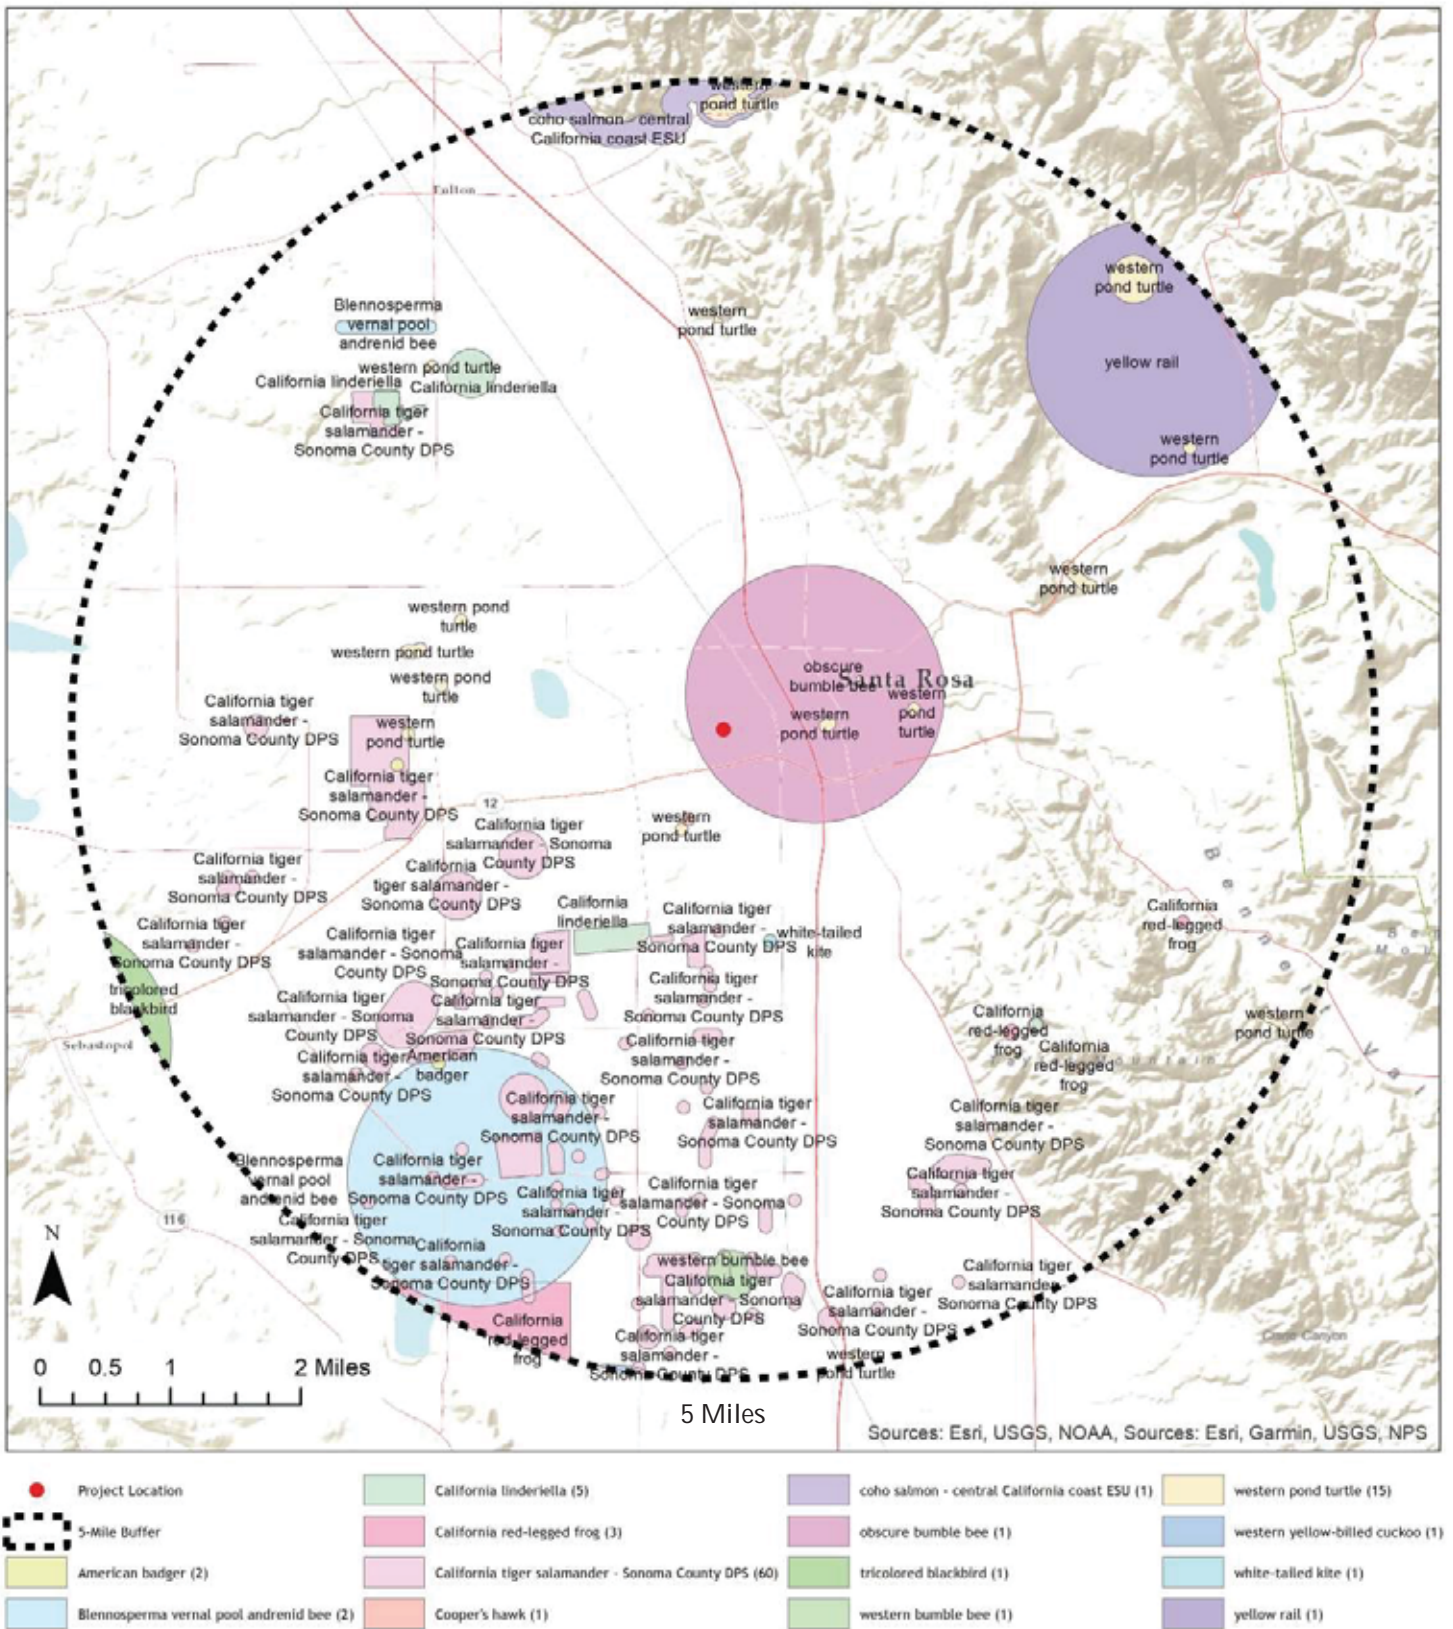 western
pond turtle
coho salmon - central
California coast ESU
Fulton
western
pond turtle
yellow rail
western
pond turtle
western
pond turtle
Blennosperma
vernal pool
andrenid bee
western pond turtle
California linderiella
California linderiella
California tiger
salamander -
Sonoma County DPS
western
pond turtle
western pond
turtle
western pond turtle
western pond
turtle
obscure
bumble bee
Santa Rosa
western
pond
turtle
western
pond turtle
California tiger
salamander -
Sonoma County DPS
western
pond turtle
California tiger
salamander -
Sonoma County DPS
12
western
pond turtle
California tiger
salamander - Sonoma
County DPS
California
tiger salamander -
Sonoma County DPS
California tiger
salamander -
Sonoma County DPS
California
linderiella
California tiger
salamander -
Sonoma County DPS
white-tailed
kite
California
red-legged
frog
Bennett Val
California tiger
salamander -
Sonoma County DPS
California tiger
salamander - Sonoma
County DPS
California tiger
salamander -
Sonoma County DPS
tricolored
blackbird
Sebastopol
California tiger
salamander - Sonoma
County DPS
California tiger
salamander -
Sonoma County DPS
California tiger
salamander -
Sonoma County DPS
California
red-legged
frog
western
pond turtle
California
red-legged
frog
Mountain
California tiger
salamander -
Sonoma County DPS
American
badger
California tiger
salamander -
Sonoma County DPS
California tiger
salamander -
Sonoma County DPS
California tiger
salamander -
Sonoma County DPS
California tiger
salamander -
Sonoma County DPS
Blennosperma
vernal pool
andrenid bee
California tiger
salamander -
Sonoma County DPS
California tiger
salamander -
Sonoma County DPS
California tiger
salamander - Sonoma
County DPS
California tiger
salamander -
Sonoma County DPS
116
California tiger
salamander - Sonoma
County DPS
California
tiger salamander -
Sonoma County DPS
western bumble bee
California tiger
salamander - Sonoma
County DPS
California tiger
salamander -
Sonoma County DPS
California tiger
salamander -
Sonoma County DPS
California
red-legged
frog
California tiger
salamander -
Sonoma County DPS
western
pond turtle
Canyon
N
0 0.5 1 2 Miles
5 Miles
Sources: Esri, USGS, NOAA, Sources: Esri, Garmin, USGS, NPS
Project Location
5-Mile Buffer
American badger (2)
Blennosperma vernal pool andrenid bee (2)
California linderiella (5)
California red-legged frog (3)
California tiger salamander - Sonoma County DPS (60)
Cooper's hawk (1)
coho salmon - central California coast ESU (1)
obscure bumble bee (1)
tricolored blackbird (1)
western bumble bee (1)
western pond turtle (15)
western yellow-billed cuckoo (1)
white-tailed kite (1)
yellow rail (1)